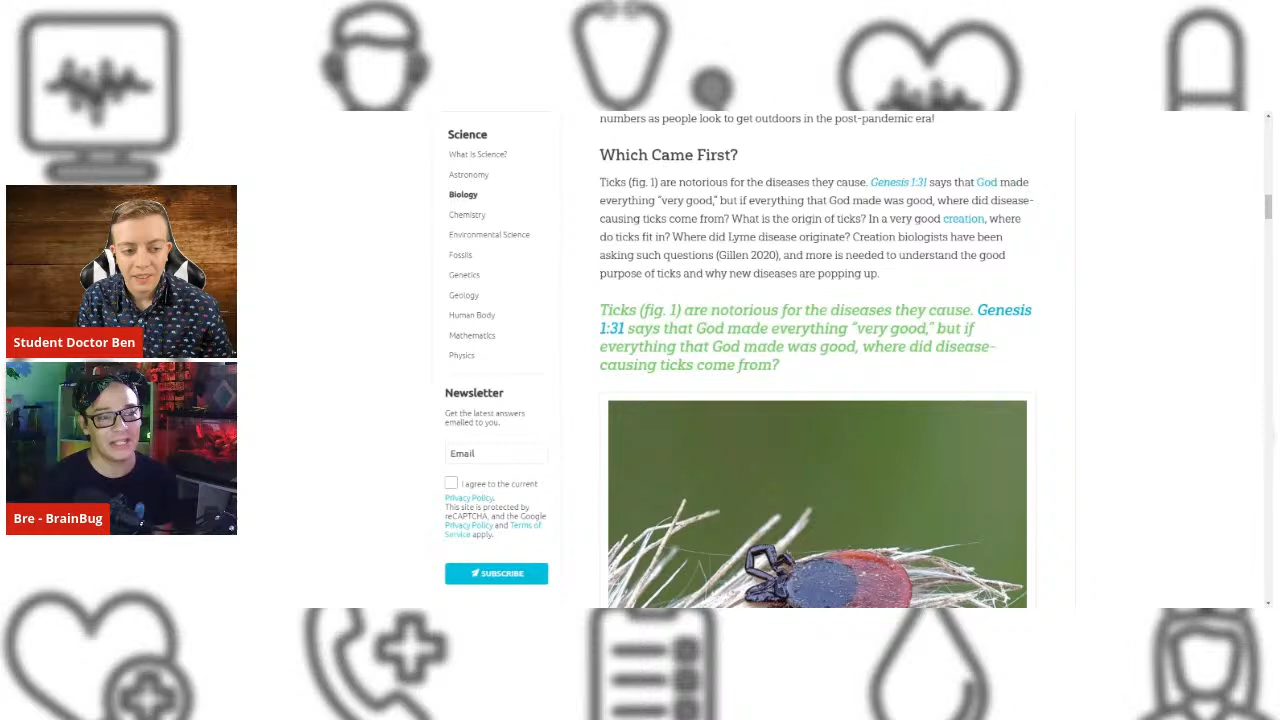 numbers as people look to get outdoors in the post-pandemic era!
Science
What Is Science?
Astronomy
Biology
Chemistry
Environmental Science
Fossils
Genetics
Geology
Human Body
Mathematics
Physics
Newsletter
Get the latest answers
emailed to you.
Email
I agree to the current
Privacy Policy.
This site is protected by
reCAPTCHA, and the Google
Privacy Policy and Terms of
Service apply.
SUBSCRIBE
Which Came First?
Ticks (fig. 1) are notorious for the diseases they cause. Genesis 1:31 says that God made
everything “very good,” but if everything that God made was good, where did disease-
causing ticks come from? What is the origin of ticks? In a very good creation, where
do ticks fit in? Where did Lyme disease originate? Creation biologists have been
asking such questions (Gillen 2020), and more is needed to understand the good
purpose of ticks and why new diseases are popping up.
Ticks (fig. 1) are notorious for the diseases they cause. Genesis
1:31 says that God made everything “very good,” but if
everything that God made was good, where did disease-
causing ticks come from?
Student Doctor Ben
Bre - BrainBug